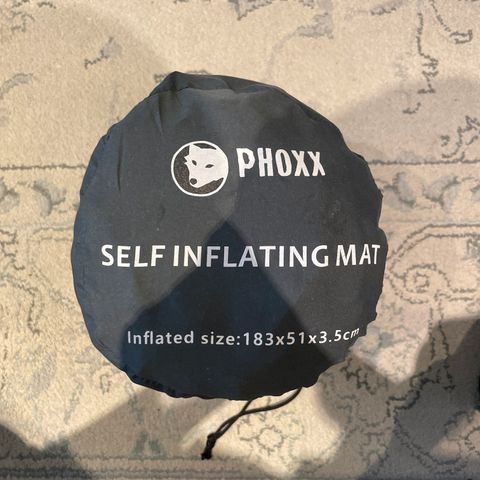 PHOXX
SELF INFLATING MAT
Inflated size:183x51x3.5cm